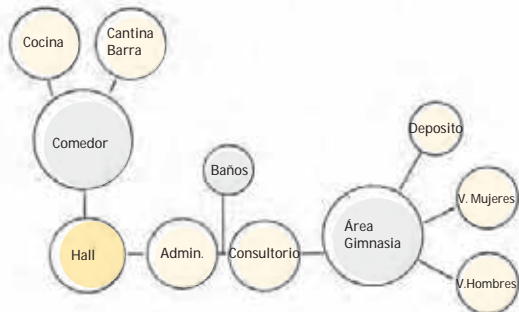 Cocina
Cantina
Barra
Comedor
Baños
Deposito
V. Mujeres
Área
Gimnasia
Hall
Admin.
Consultorio
V.Hombres